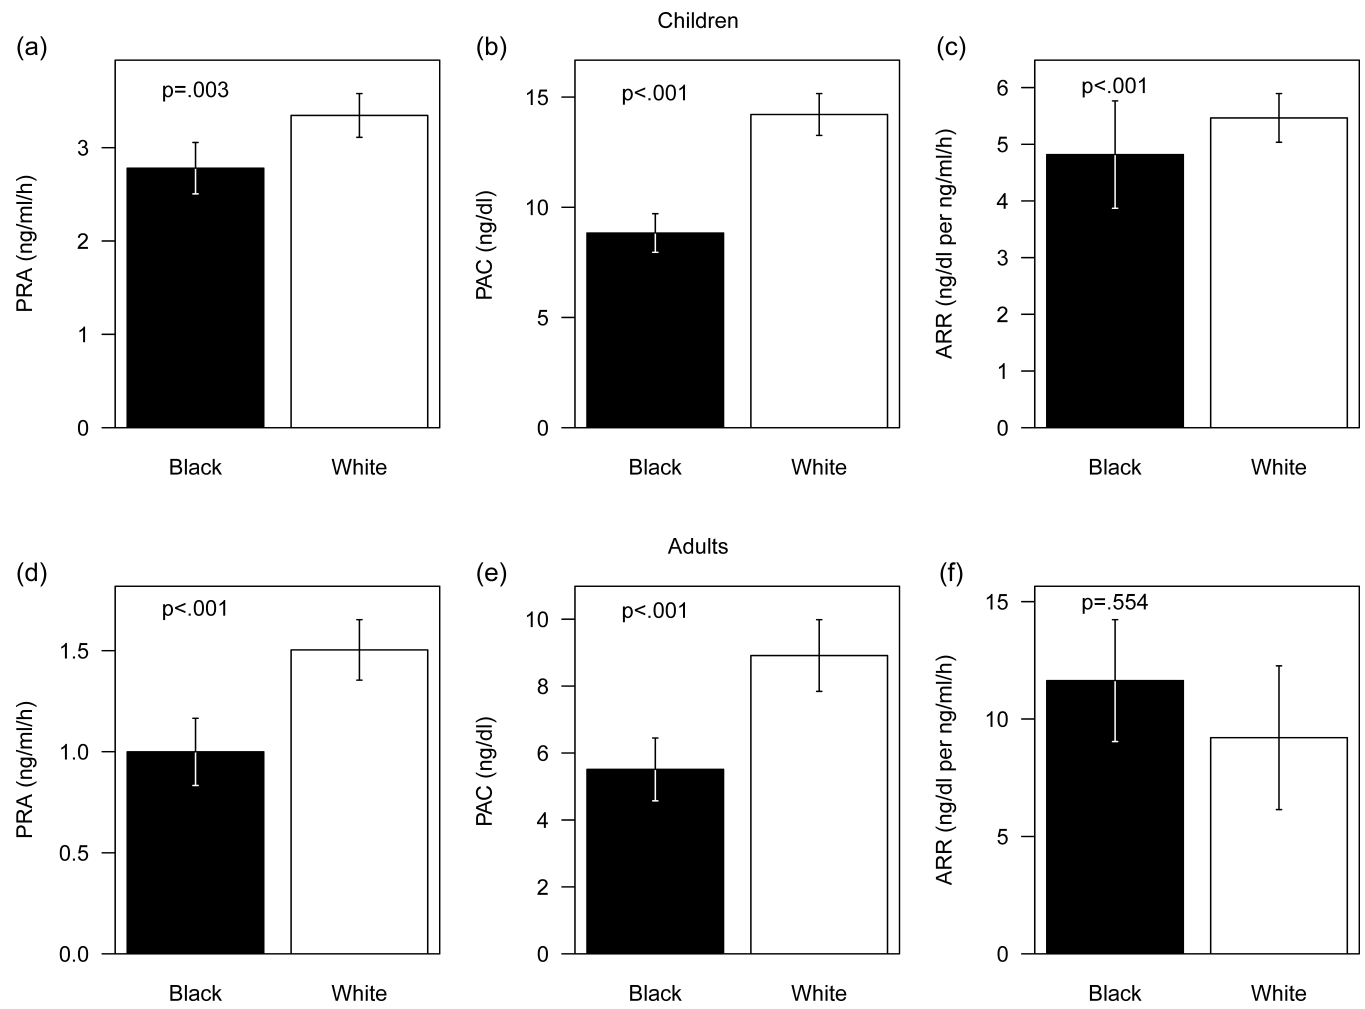 Children
(a)
p=.003
PRA (ng/ml/h)
3
2
1
0
Black White
(b)
p<.001
PAC (ng/dl)
15
10
5
0
Black White
(c)
p<.001
ARR (ng/dl per ng/ml/h)
6
5
4
3
2
1
0
Black White
Adults
(d)
p<.001
PRA (ng/ml/h)
1.5
1.0
0.5
0.0
Black White
(e)
p<.001
PAC (ng/dl)
10
8
6
4
2
0
Black White
(f)
p=.554
ARR (ng/dl per ng/ml/h)
15
10
5
0
Black White